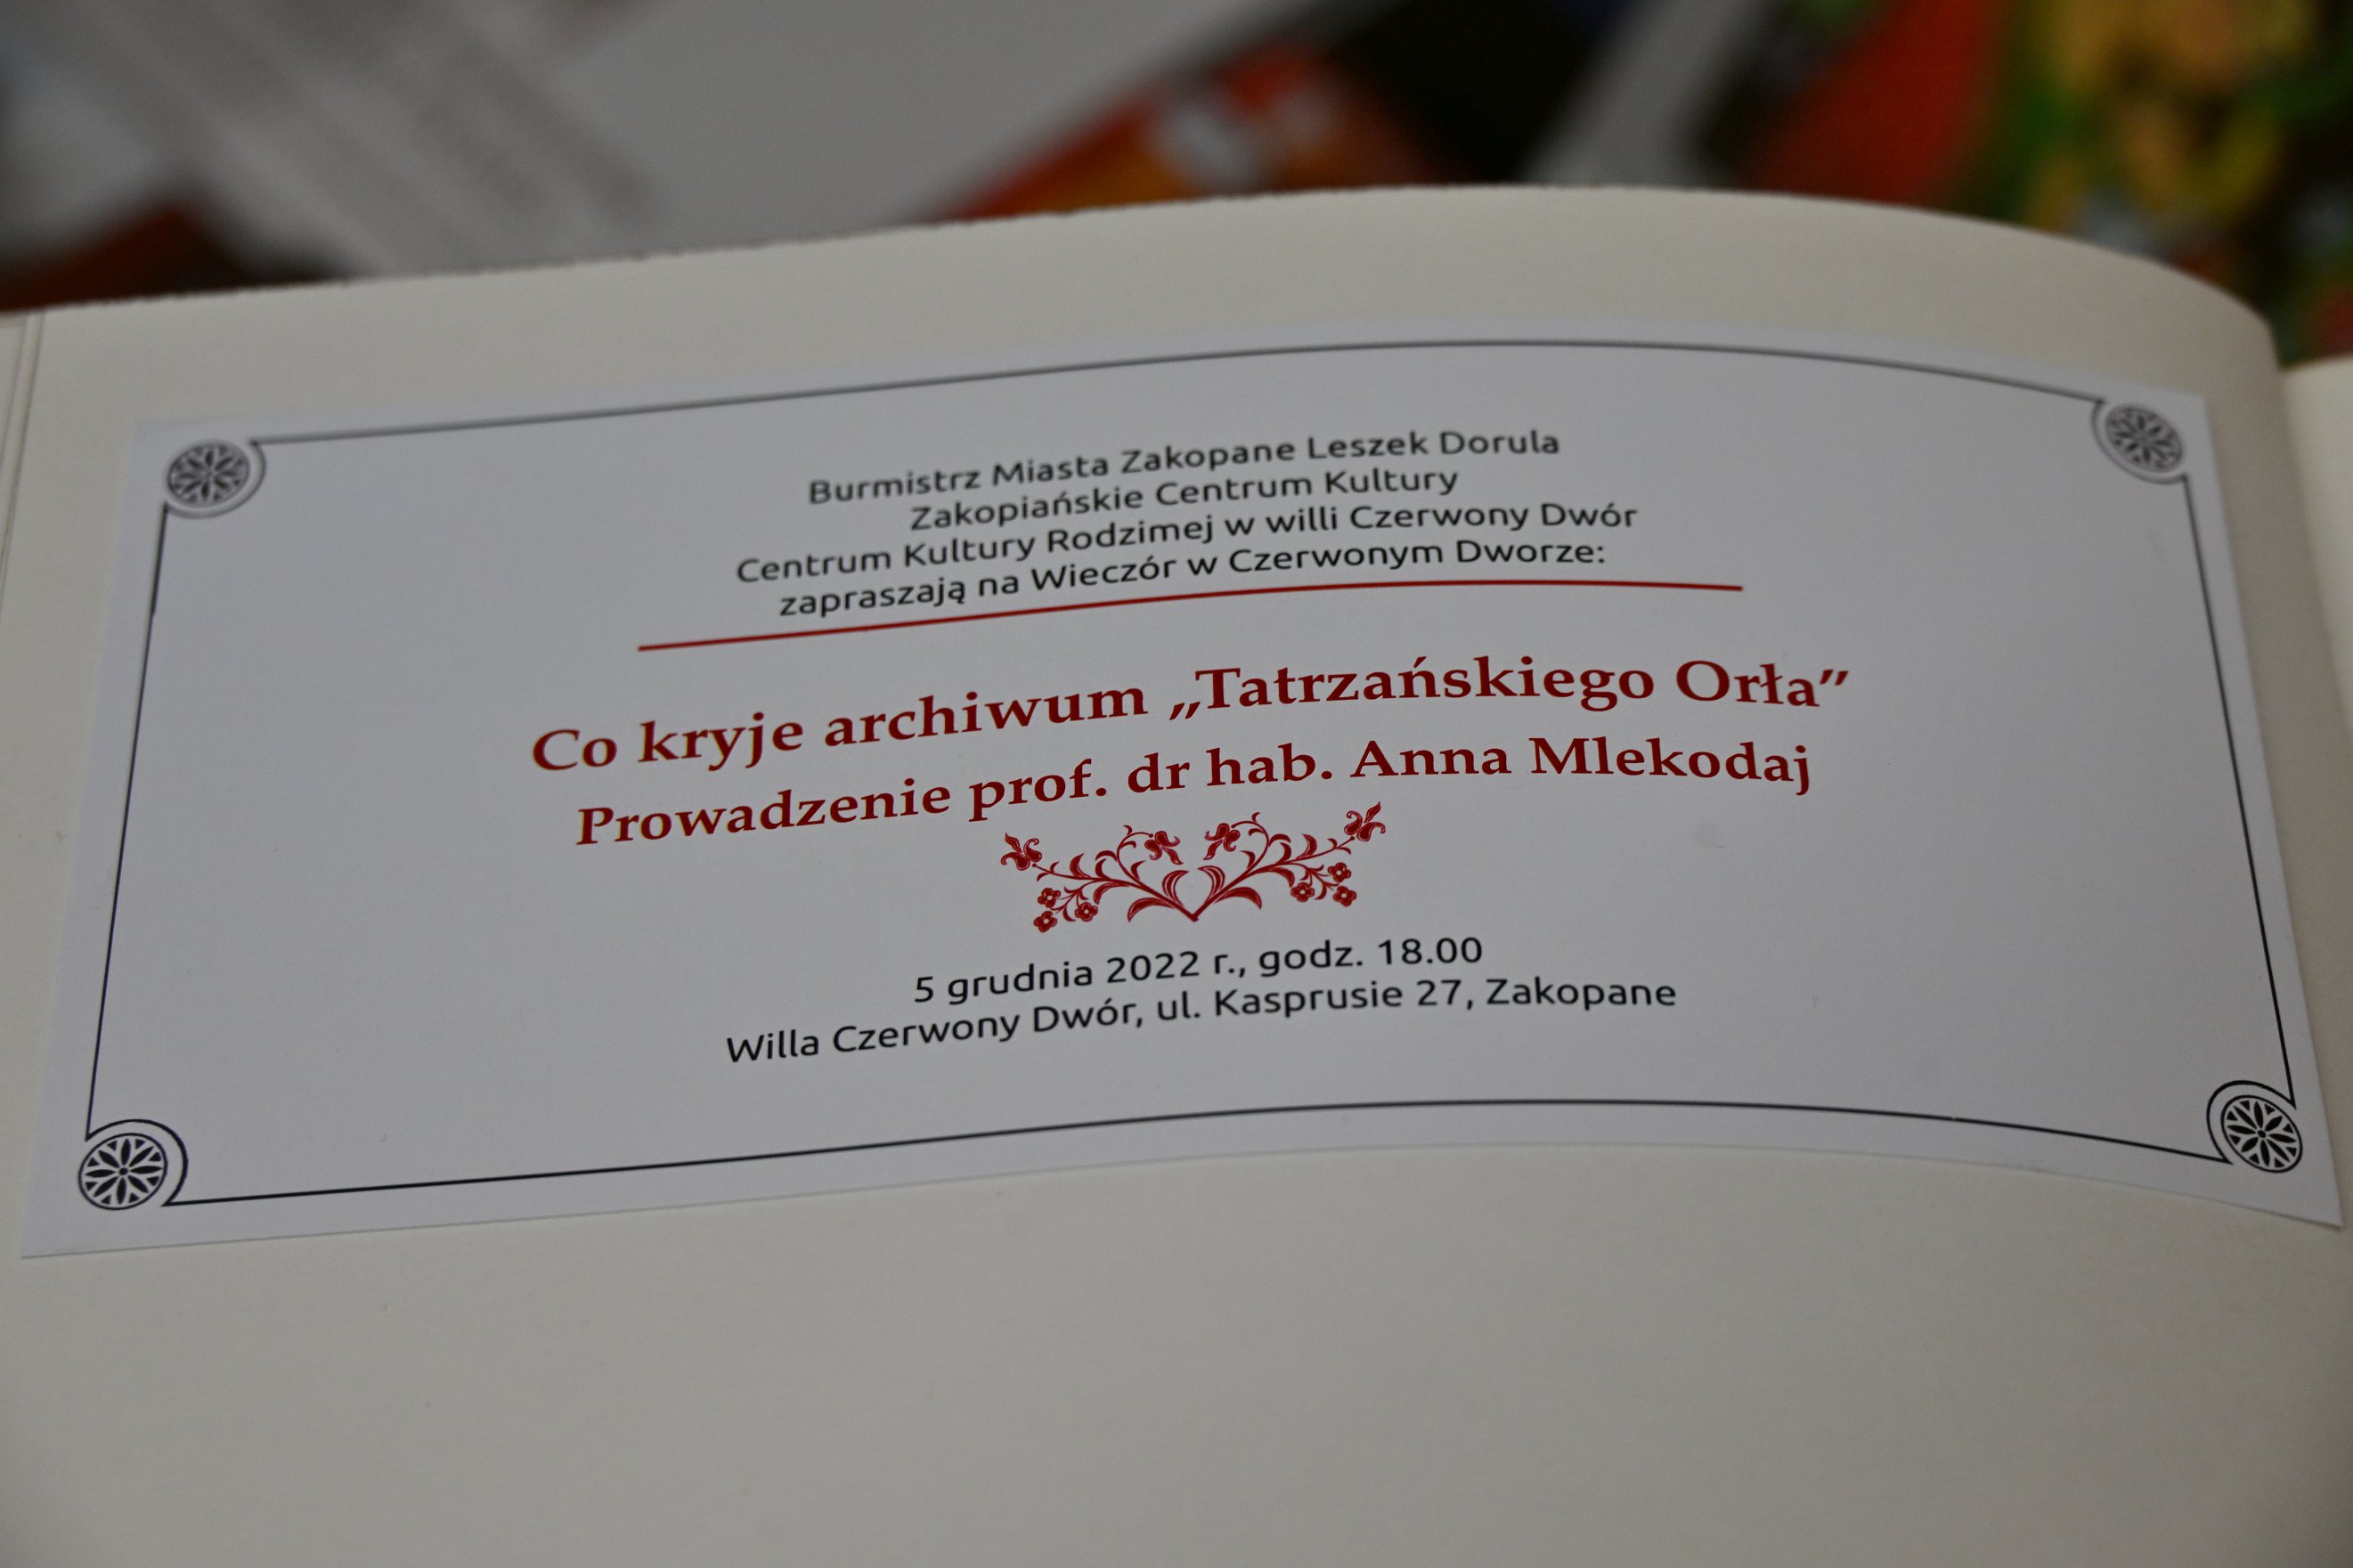 Burmistrz Miasta Zakopane Leszek Dorula
Zakopiańskie Centrum Kultury
Centrum Kultury Rodzimej w willi Czerwony Dwór
zapraszają na Wieczór w Czerwonym Dworze:
Co kryje archiwum „Tatrzańskiego Orła”
Prowadzenie prof. dr hab. Anna Mlekodaj
5 grudnia 2022 r., godz. 18.00
Willa Czerwony Dwór, ul. Kasprusie 27, Zakopane